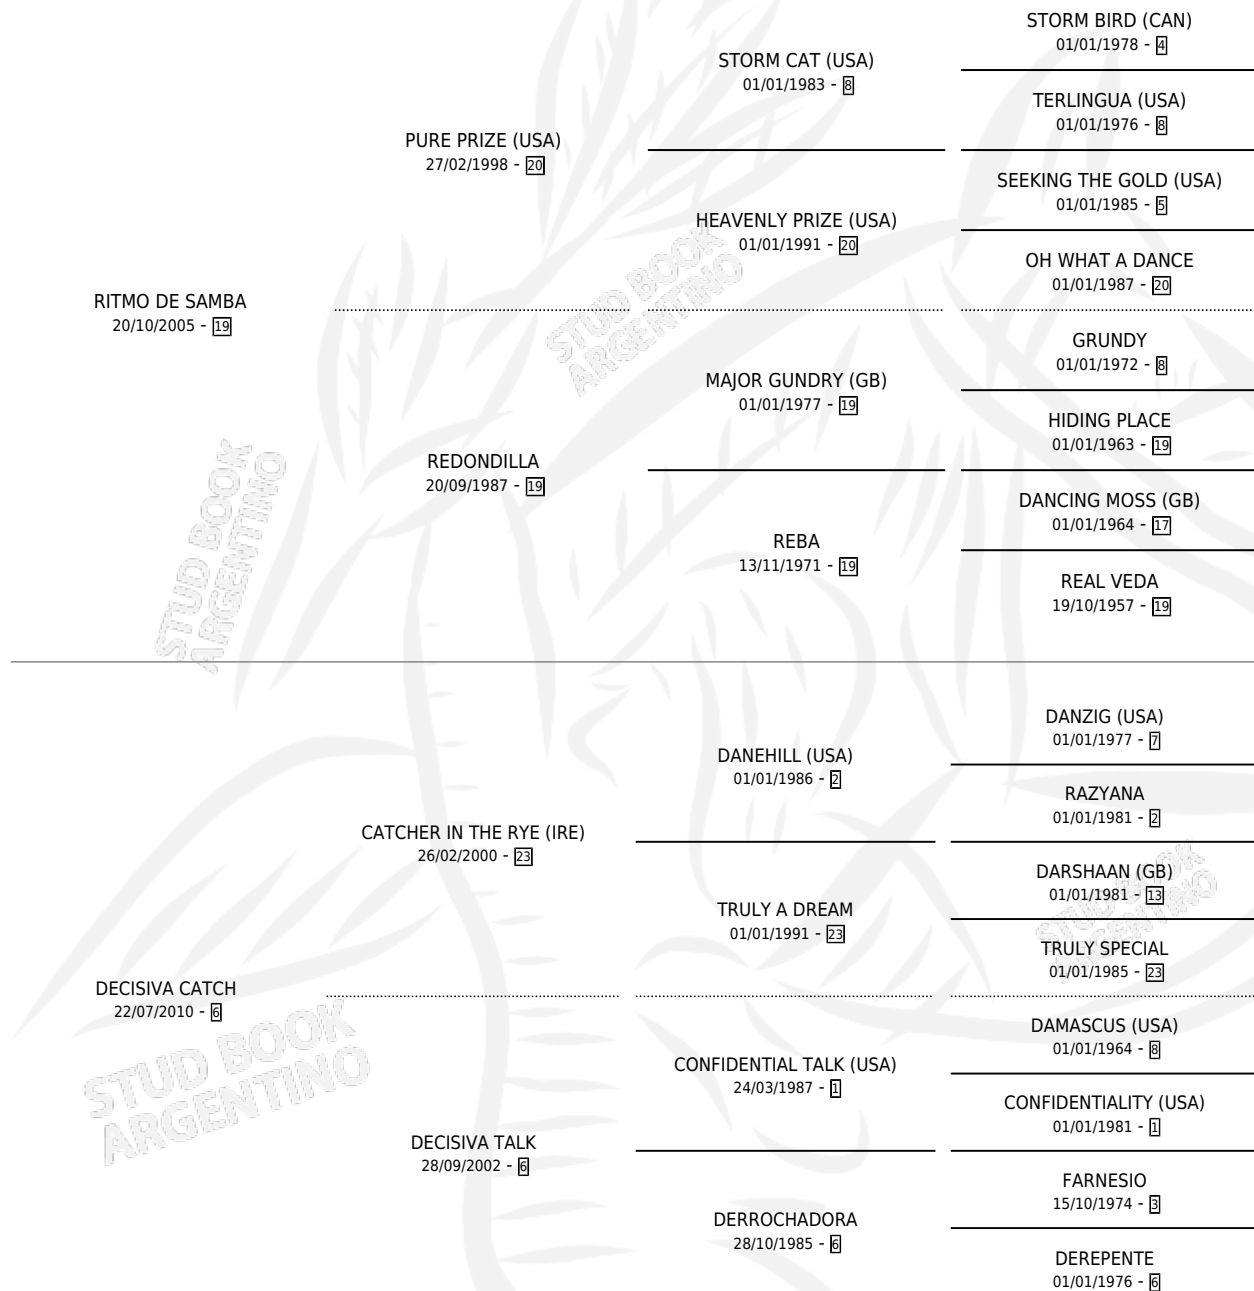 STORM BIRD (CAN)
01/01/1978 - 4
STORM CAT (USA)
01/01/1983 - 8
TERLINGUA (USA)
01/01/1976 - 8
PURE PRIZE (USA)
27/02/1998 - 20
SEEKING THE GOLD (USA)
01/01/1985 - 5
HEAVENLY PRIZE (USA)
01/01/1991 - 20
OH WHAT A DANCE
01/01/1987 - 20
RITMO DE SAMBA
20/10/2005 - 19
GRUNDY
01/01/1972 - 8
MAJOR GUNDRY (GB)
01/01/1977 - 19
HIDING PLACE
01/01/1963 - 19
REDONDILLA
20/09/1987 - 19
DANCING MOSS (GB)
01/01/1964 - 17
REBA
13/11/1971 - 19
REAL VEDA
19/10/1957 - 19
STUD BOOK
ARGENTINO
STUD BOOK
ARGENTINO
DANZIG (USA)
01/01/1977 - 7
DANEHILL (USA)
01/01/1986 - 2
RAZYANA
01/01/1981 - 2
CATCHER IN THE RYE (IRE)
26/02/2000 - 23
DARSHAAN (GB)
01/01/1981 - 13
TRULY A DREAM
01/01/1991 - 23
TRULY SPECIAL
01/01/1985 - 23
STUD BOOK
ARGENTINO
DECISIVA CATCH
22/07/2010 - 6
DAMASCUS (USA)
01/01/1964 - 8
CONFIDENTIAL TALK (USA)
24/03/1987 - 1
CONFIDENTIALITY (USA)
01/01/1981 - 1
STUD BOOK
ARGENTINO
DECISIVA TALK
28/09/2002 - 6
FARNESIO
15/10/1974 - 3
DERROCHADORA
28/10/1985 - 6
DEREPENTE
01/01/1976 - 6